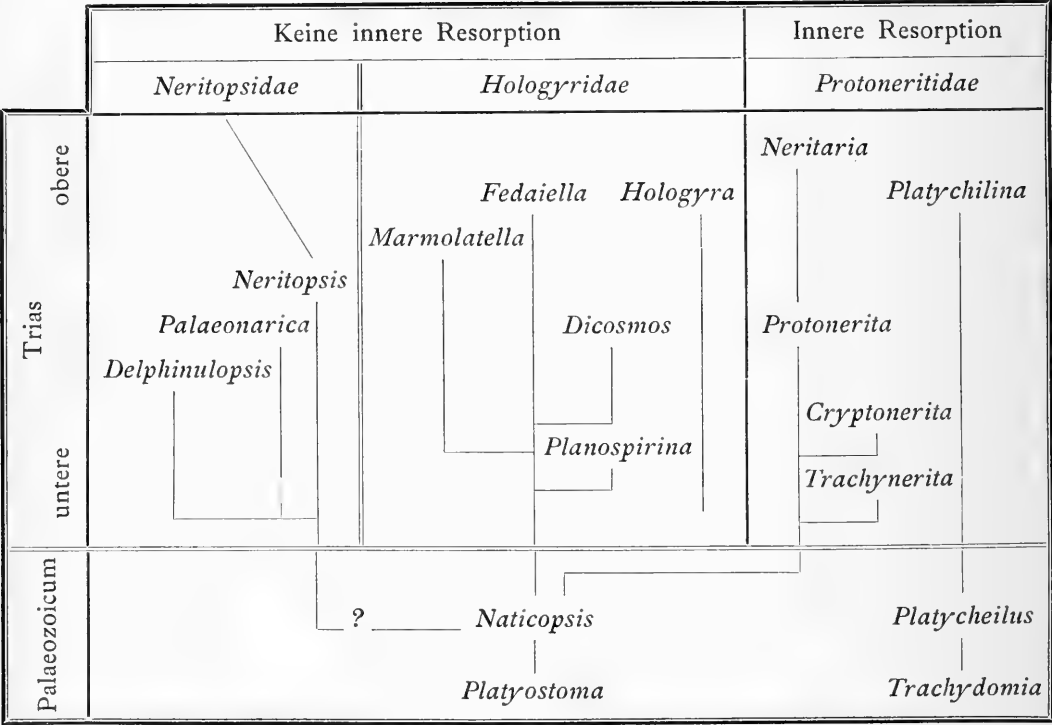 Keine innere Resorption Innere Resorption
Neritopsidae Hologyridae Protoneritidae
Trias
obere
untere
Neritaria
Fedaiella Hologyra Platychilina
Marmolatella
Neritopsis
Palaeonarica Dicosmos Protonerita
Delphinulopsis
Cryptonerita
Planospirina
Trachynerita
Palaeozoicum
? Naticopsis Platycheilus
Platyostoma Trachydomia